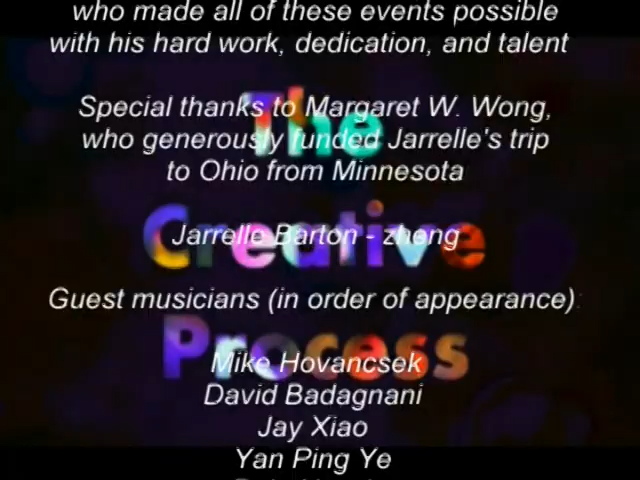 who made all of these events possible
with his hard work, dedication, and talent
Special thanks to Margaret W. Wong,
who generously funded Jarrelle's trip
to Ohio from Minnesota
Jarrelle Barton - zheng
Guest musicians (in order of appearance):
Mike Hovancsek
David Badagnani
Jay Xiao
Yan Ping Ye
The
Creative
Process